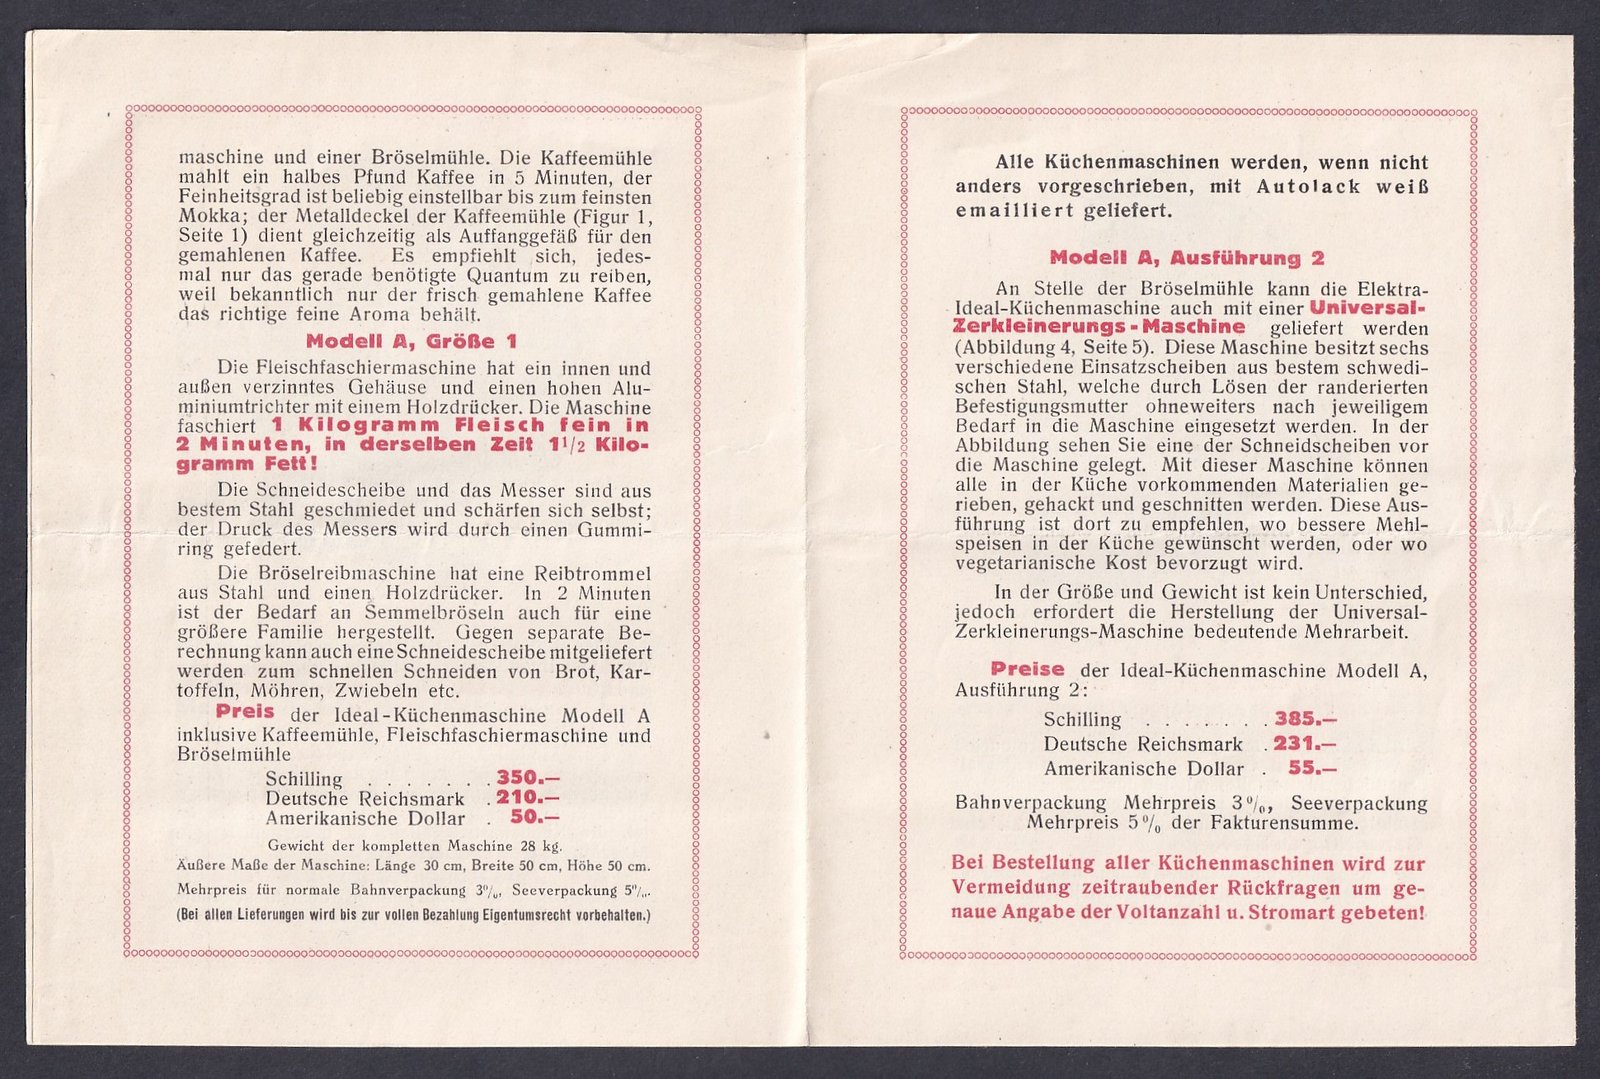 maschine und einer Bröselmühle. Die Kaffeemühle
mahlt ein halbes Pfund Kaffee in 5 Minuten, der
Feinheitsgrad ist beliebig einstellbar bis zum feinsten
Mokka; der Metalldeckel der Kaffeemühle (Figur 1,
Seite 1) dient gleichzeitig als Auffanggefäß für den
gemahlenen Kaffee. Es empfiehlt sich, jedes-
mal nur das gerade benötigte Quantum zu reiben,
weil bekanntlich nur der frisch gemahlene Kaffee
das richtige feine Aroma behält.
Modell A, Größe 1
Die Fleischfaschiermaschine hat ein innen und
außen verzinntes Gehäuse und einen hohen Alu-
miniumtrichter mit einem Holzdrücker. Die Maschine
faschiert 1 Kilogramm Fleisch fein in
2 Minuten, in derselben Zeit 1 1/2 Kilo-
gramm Fett!
Die Schneidescheibe und das Messer sind aus
bestem Stahl geschmiedet und schärfen sich selbst;
der Druck des Messers wird durch einen Gummi-
ring gefedert.
Die Bröselreibmaschine hat eine Reibtrommel
aus Stahl und einen Holzdrücker. In 2 Minuten
ist der Bedarf an Semmelbröseln auch für eine
größere Familie hergestellt. Gegen separate Be-
rechnung kann auch eine Schneidescheibe mitgeliefert
werden zum schnellen Schneiden von Brot, Kar-
toffeln, Möhren, Zwiebeln etc.
Preis der Ideal-Küchenmaschine Modell A
inklusive Kaffeemühle, Fleischfaschiermaschine und
Bröselmühle
Schilling . . . . . . . 350.—
Deutsche Reichsmark . 210.—
Amerikanische Dollar . 50.—
Gewicht der kompletten Maschine 28 kg.
Äußere Maße der Maschine: Länge 30 cm, Breite 50 cm, Höhe 50 cm.
Mehrpreis für normale Bahnverpackung 3%, Seeverpackung 5%.
(Bei allen Lieferungen wird bis zur vollen Bezahlung Eigentumsrecht vorbehalten.)
Alle Küchenmaschinen werden, wenn nicht
anders vorgeschrieben, mit Autolack weiß
emailliert geliefert.
Modell A, Ausführung 2
An Stelle der Bröselmühle kann die Elektra-
Ideal-Küchenmaschine auch mit einer Universal-
Zerkleinerungs-Maschine geliefert werden
(Abbildung 4, Seite 5). Diese Maschine besitzt sechs
verschiedene Einsatzscheiben aus bestem schwedi-
schen Stahl, welche durch Lösen der randerierten
Befestigungsmutter ohneweiters nach jeweiligem
Bedarf in die Maschine eingesetzt werden. In der
Abbildung sehen Sie eine der Schneidscheiben vor
die Maschine gelegt. Mit dieser Maschine können
alle in der Küche vorkommenden Materialien ge-
rieben, gehackt und geschnitten werden. Diese Aus-
führung ist dort zu empfehlen, wo bessere Mehl-
speisen in der Küche gewünscht werden, oder wo
vegetarianische Kost bevorzugt wird.
In der Größe und Gewicht ist kein Unterschied,
jedoch erfordert die Herstellung der Universal-
Zerkleinerungs-Maschine bedeutende Mehrarbeit.
Preise der Ideal-Küchenmaschine Modell A,
Ausführung 2:
Schilling . . . . . . . 385.—
Deutsche Reichsmark . 231.—
Amerikanische Dollar . 55.—
Bahnverpackung Mehrpreis 3%, Seeverpackung
Mehrpreis 5% der Fakturensumme.
Bei Bestellung aller Küchenmaschinen wird zur
Vermeidung zeitraubender Rückfragen um ge-
naue Angabe der Voltanzahl u. Stromart gebeten!